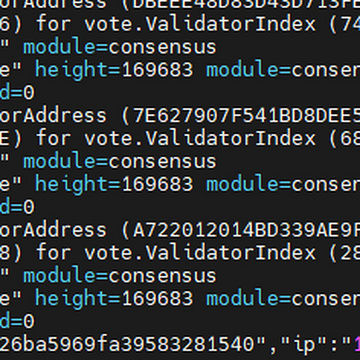 orAddress (DBEEE48D83D43D713FE
6) for vote.ValidatorIndex (74
" module=consensus
e" height=169683 module=consen
d=0
orAddress (7E627907F541BD8DEE5
E) for vote.ValidatorIndex (68
" module=consensus
e" height=169683 module=consen
d=0
orAddress (A722012014BD339AE9F
8) for vote.ValidatorIndex (28
" module=consensus
e" height=169683 module=consen
d=0
26ba5969fa39583281540","ip":"1